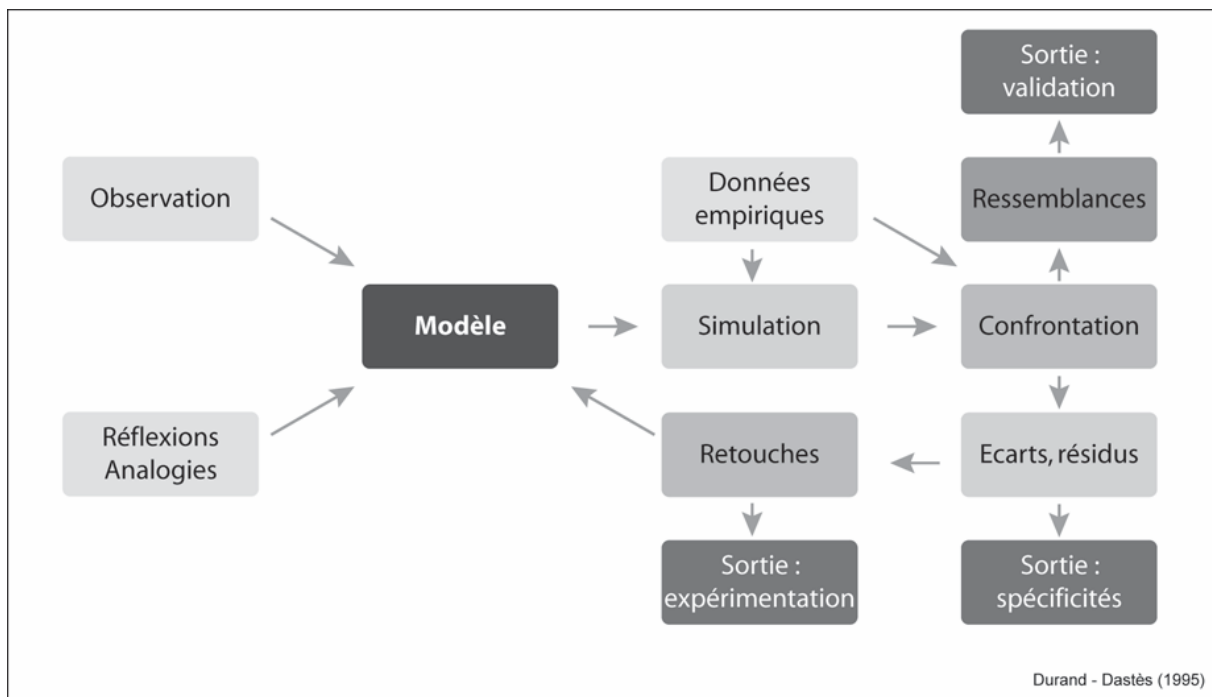 Sortie :
validation
Observation
Données
empiriques
Ressemblances
Modèle
Simulation
Confrontation
Réflexions
Analogies
Retouches
Ecarts, résidus
Sortie :
expérimentation
Sortie :
spécificités
Durand - Dastès (1995)